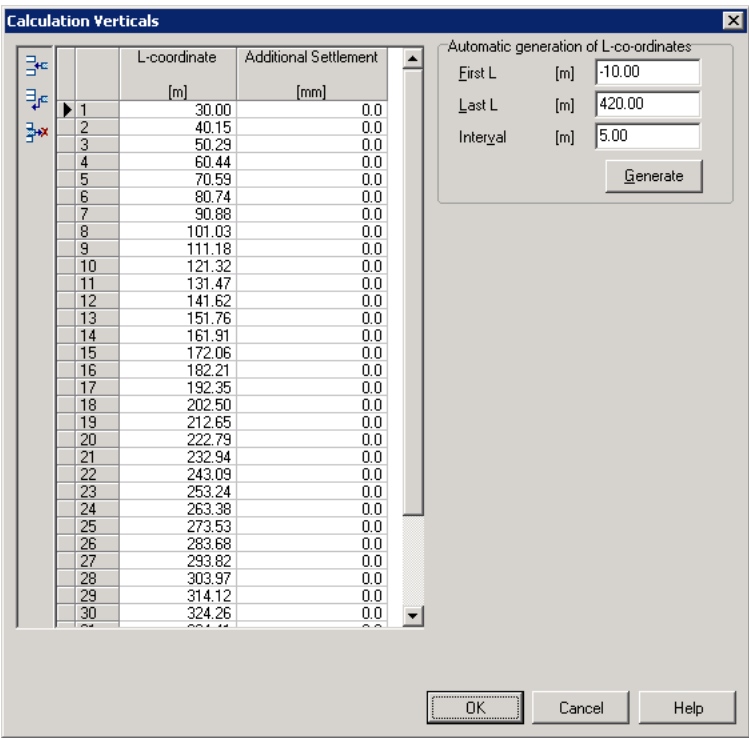 Calculation Verticals
L-coordinate Additional Settlement
[m] [mm]
1 30.00 0.0
2 40.15 0.0
3 50.29 0.0
4 60.44 0.0
5 70.59 0.0
6 80.74 0.0
7 90.88 0.0
8 101.03 0.0
9 111.18 0.0
10 121.32 0.0
11 131.47 0.0
12 141.62 0.0
13 151.76 0.0
14 161.91 0.0
15 172.06 0.0
16 182.21 0.0
17 192.35 0.0
18 202.50 0.0
19 212.65 0.0
20 222.79 0.0
21 232.94 0.0
22 243.09 0.0
23 253.24 0.0
24 263.38 0.0
25 273.53 0.0
26 283.68 0.0
27 293.82 0.0
28 303.97 0.0
29 314.12 0.0
30 324.26 0.0
Automatic generation of L-co-ordinates
First L [m] -10.00
Last L [m] 420.00
Interval [m] 5.00
Generate
OK Cancel Help